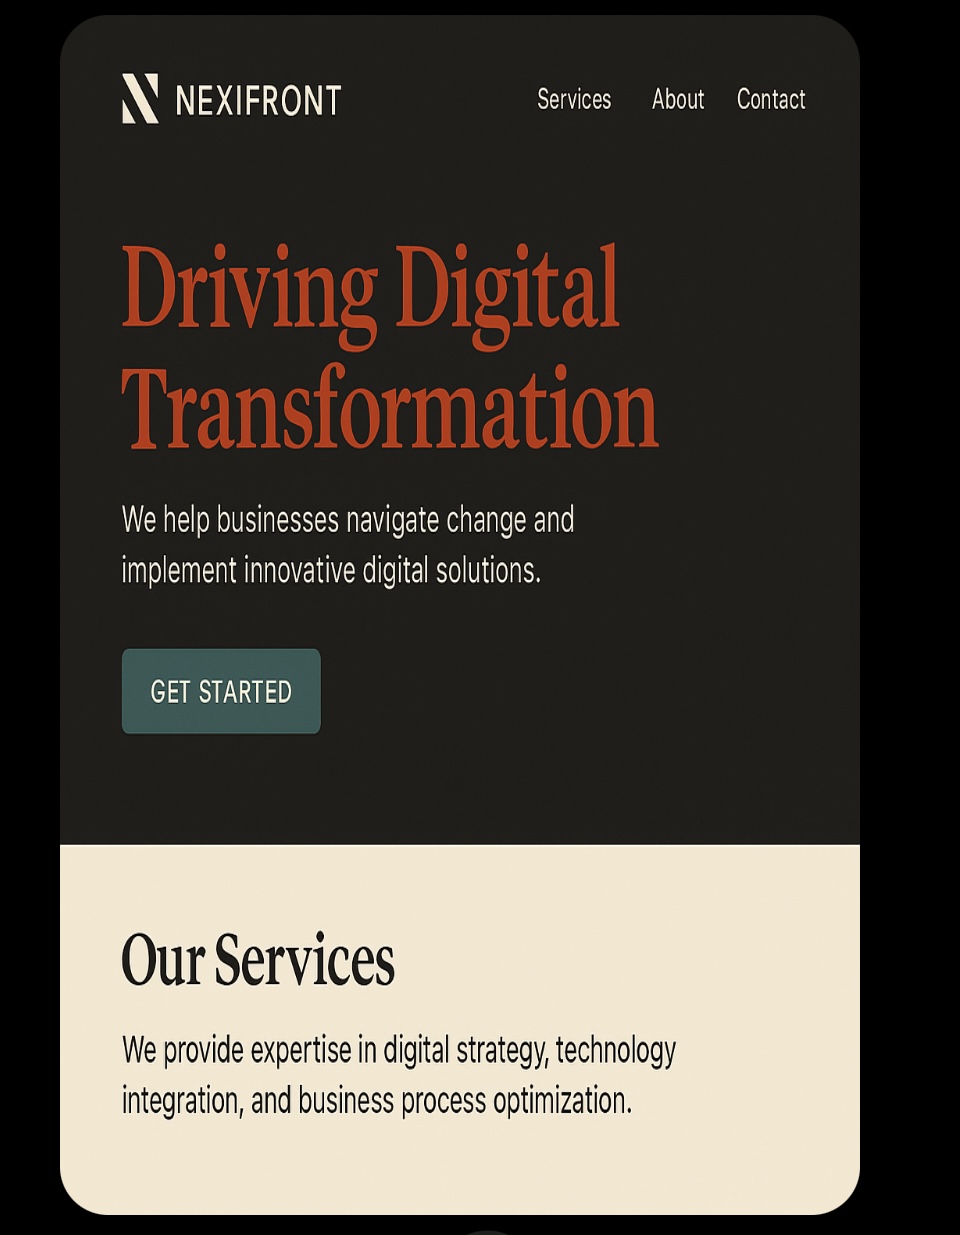 NEXIFRONT
Services About Contact
Driving Digital
Transformation
We help businesses navigate change and
implement innovative digital solutions.
GET STARTED
Our Services
We provide expertise in digital strategy, technology
integration, and business process optimization.